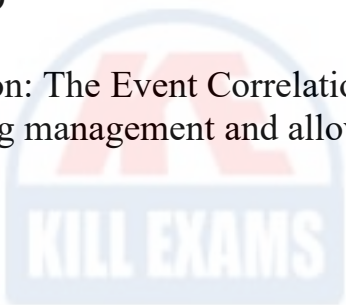 on: The Event Correlatio
g management and allov
KILL EXAMS